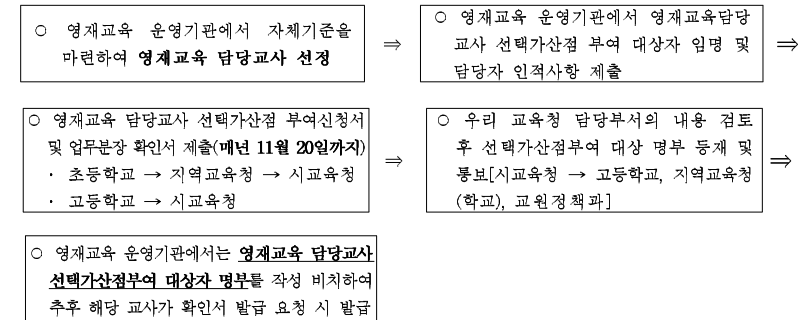 ○ 영재교육 운영기관에서 자체기준을
마련하여 영재교육 담당교사 선정
⇒
○ 영재교육 운영기관에서 영재교육담당
교사 선택가산점 부여 대상자 임명 및
담당자 인적사항 제출
⇒
○ 영재교육 담당교사 선택가산점 부여신청서
및 업무분장 확인서 제출(매년 11월 20일까지)
· 초등학교 → 지역교육청 → 시교육청
· 고등학교 → 시교육청
⇒
○ 우리 교육청 담당부서의 내용 검토
후 선택가산점부여 대상 명부 등재 및
통보[시교육청 → 고등학교, 지역교육청
(학교), 교원정책과]
⇒
○ 영재교육 운영기관에서는 영재교육 담당교사
선택가산점부여 대상자 명부를 작성 비치하여
추후 해당 교사가 확인서 발급 요청 시 발급